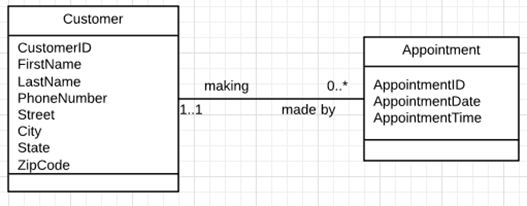 Customer
CustomerID
FirstName
LastName
PhoneNumber
Street
City
State
ZipCode
making
0..*
1..1
made by
Appointment
AppointmentID
AppointmentDate
AppointmentTime